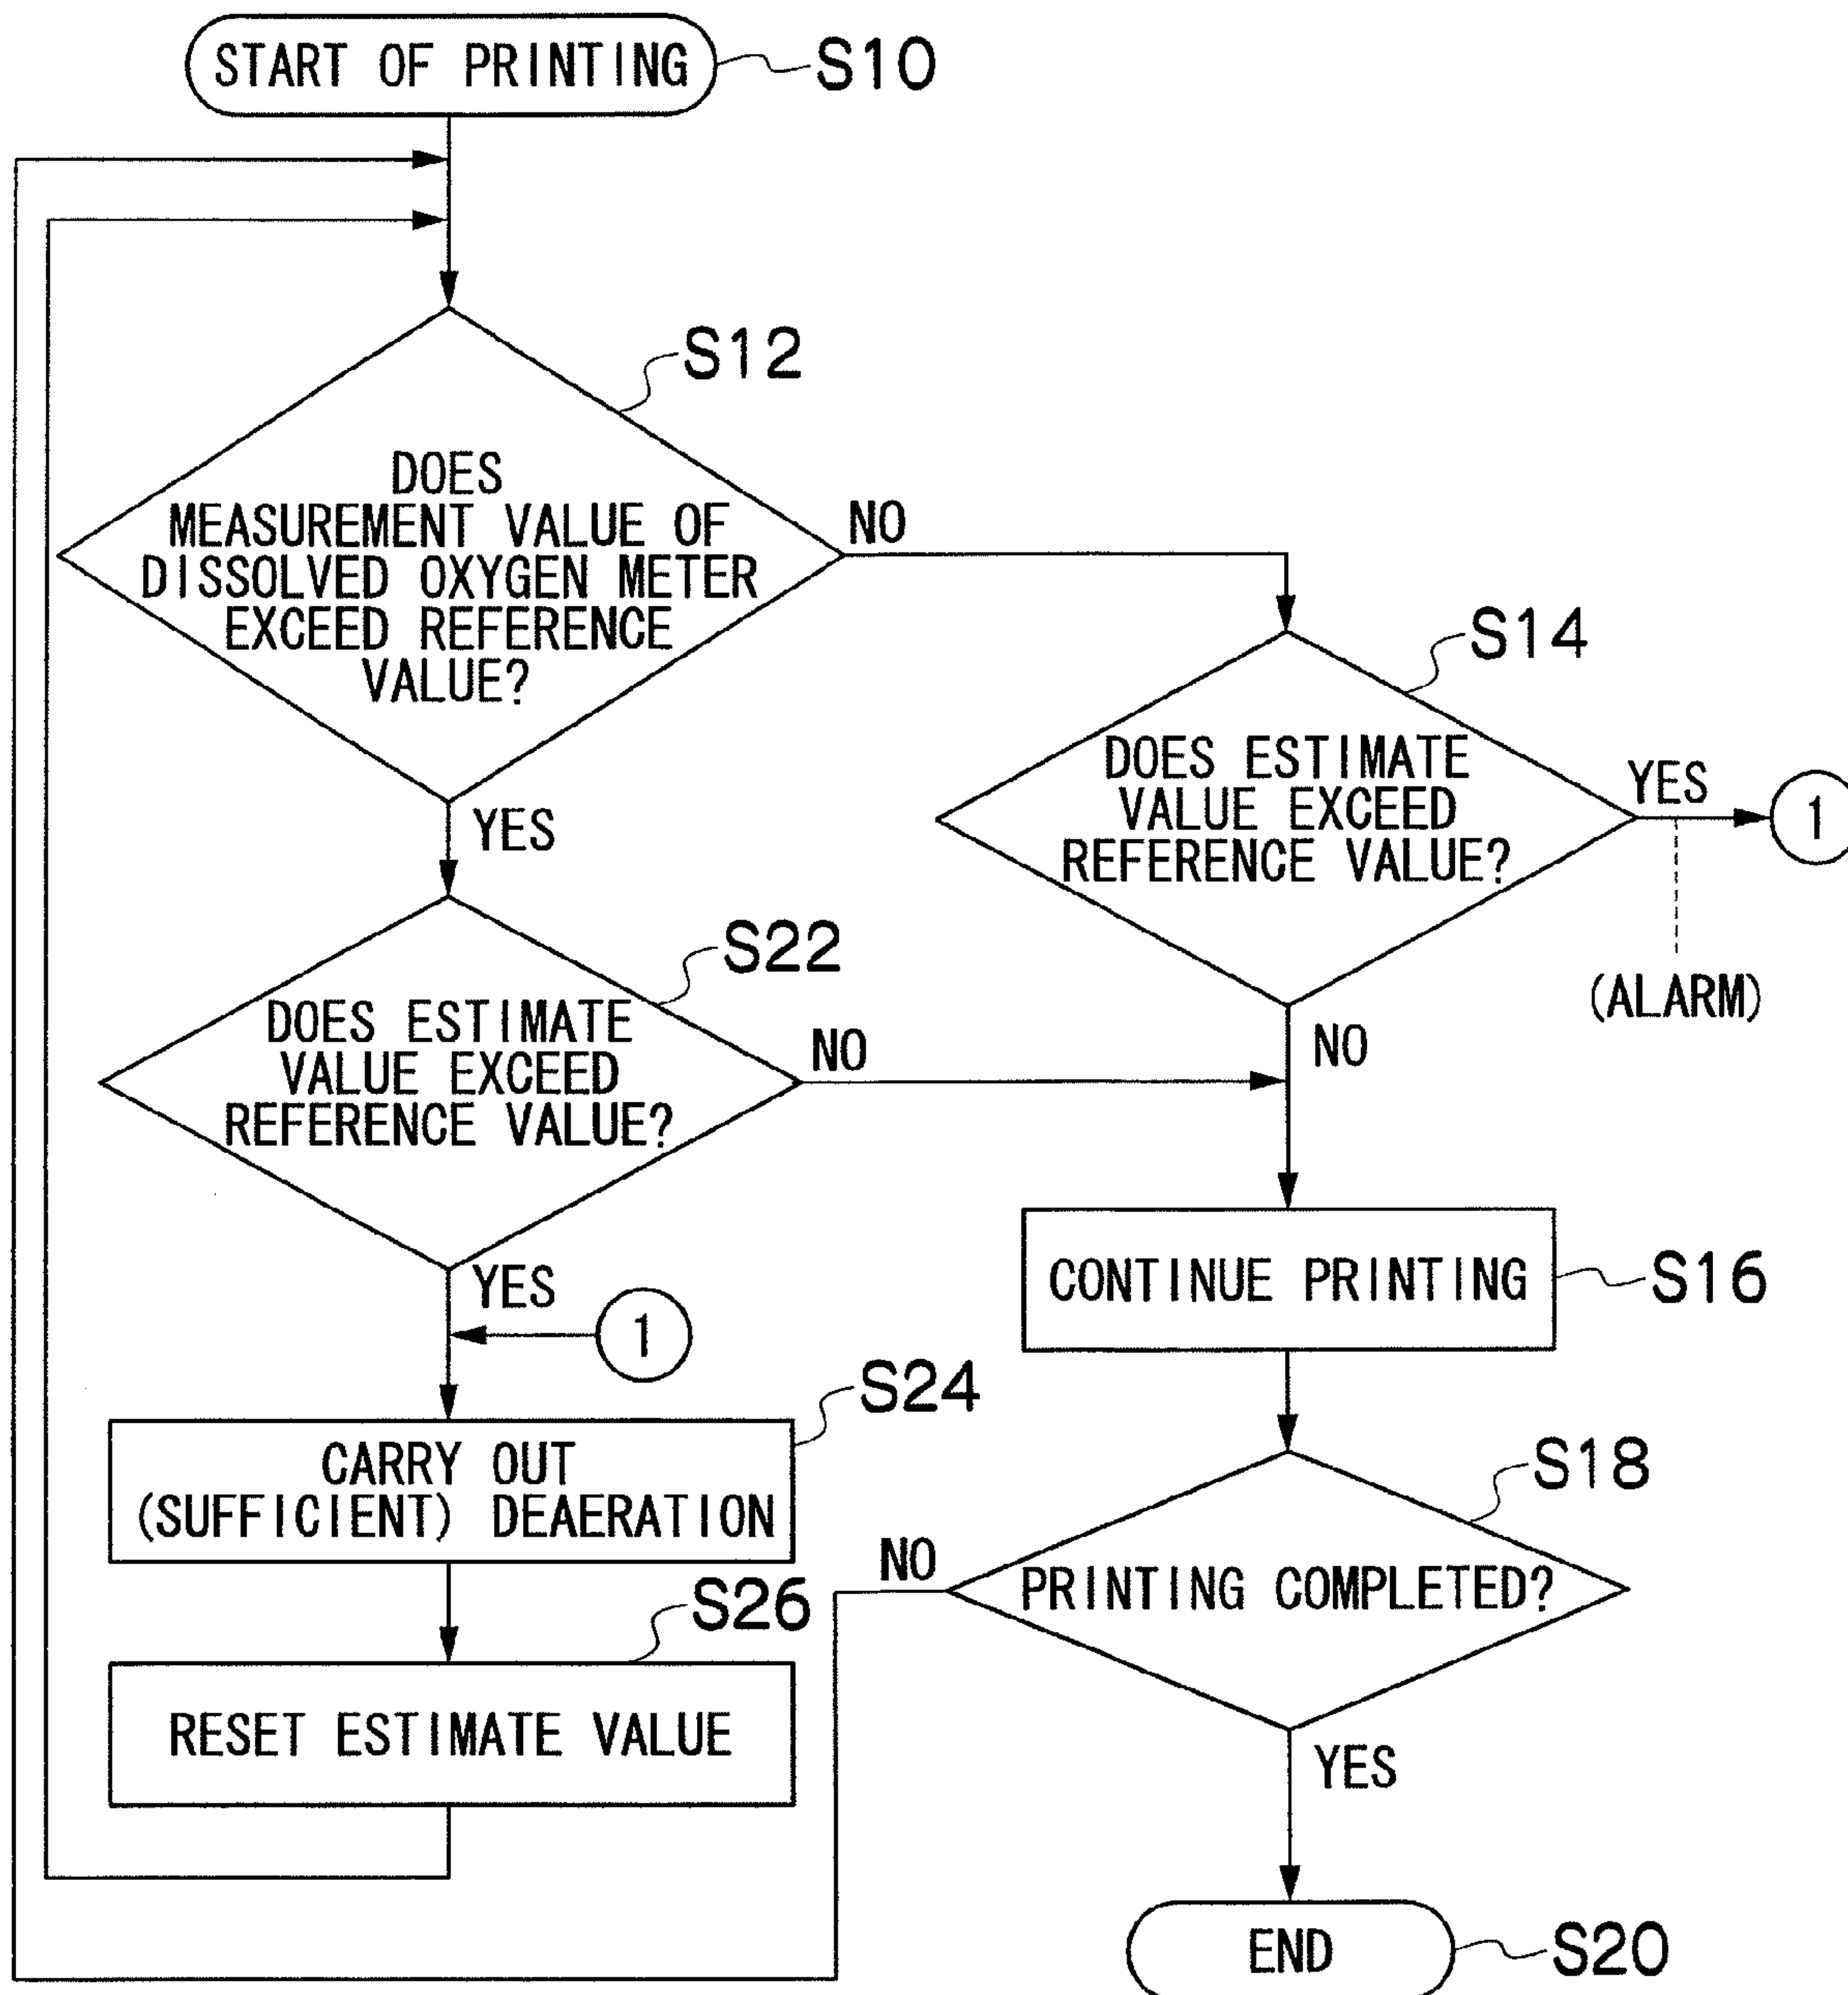 START OF PRINTING
S10
S12
DOES
MEASUREMENT VALUE OF
DISSOLVED OXYGEN METER
EXCEED REFERENCE
VALUE?
NO
YES
S14
DOES ESTIMATE
VALUE EXCEED
REFERENCE VALUE?
YES
1
(ALARM)
NO
S22
DOES ESTIMATE
VALUE EXCEED
REFERENCE VALUE?
NO
YES
1
CONTINUE PRINTING
S16
S24
CARRY OUT
(SUFFICIENT) DEAERATION
S18
PRINTING COMPLETED?
NO
YES
S26
RESET ESTIMATE VALUE
END
S20